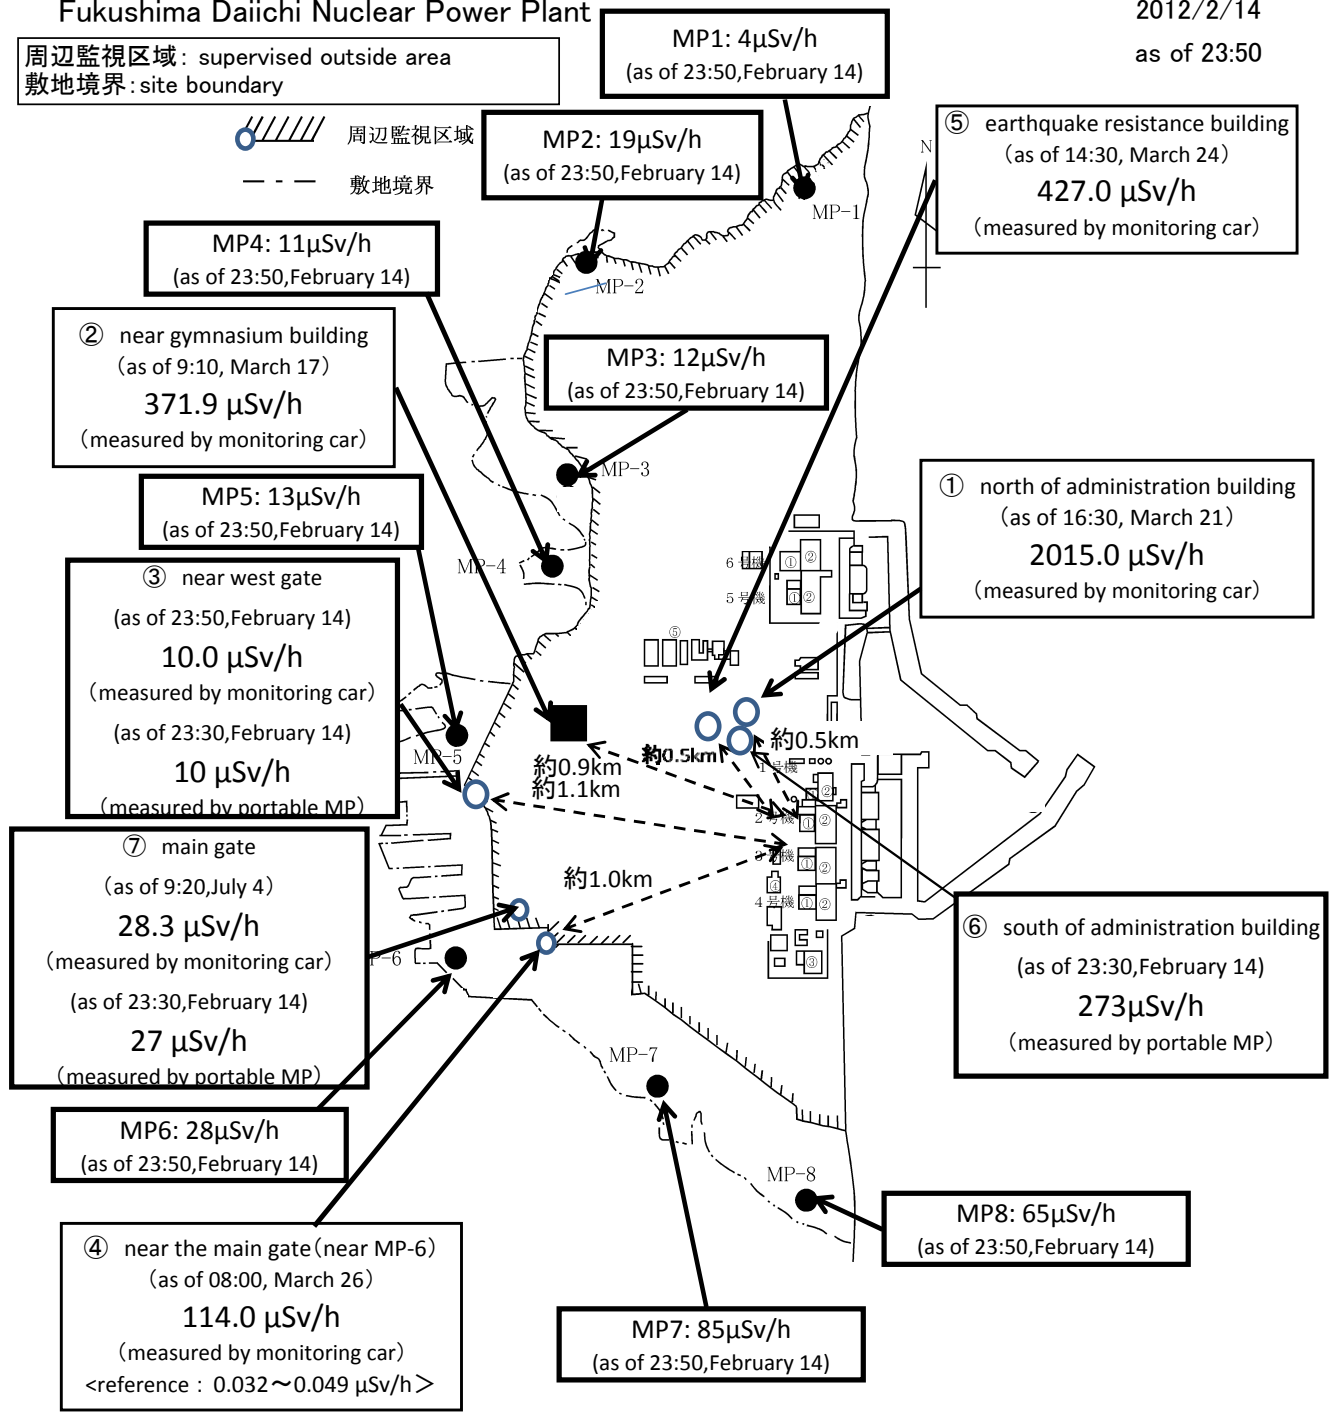 Fukushima Daiichi Nuclear Power Plant
2012/2/14
as of 23:50
周辺監視区域: supervised outside area
敷地境界:site boundary
周辺監視区域
敷地境界
MP1: 4μSv/h
(as of 23:50,February 14)
MP2: 19μSv/h
(as of 23:50,February 14)
⑤ earthquake resistance building
(as of 14:30, March 24)
427.0 μSv/h
(measured by monitoring car)
N
MP-1
MP4: 11μSv/h
(as of 23:50,February 14)
MP-2
② near gymnasium building
(as of 9:10, March 17)
371.9 μSv/h
(measured by monitoring car)
MP3: 12μSv/h
(as of 23:50,February 14)
MP-3
MP5: 13μSv/h
(as of 23:50,February 14)
① north of administration building
(as of 16:30, March 21)
2015.0 μSv/h
(measured by monitoring car)
MP-4
③ near west gate
(as of 23:50,February 14)
10.0 μSv/h
(measured by monitoring car)
(as of 23:30,February 14)
10 μSv/h
(measured by portable MP)
6号機
① ②
5号機
① ②
⑤
MP-5
約0.9km
約1.1km
約0.5km
約0.5km
1号機
②
2号機
① ②
3号機
① ②
④
4号機
① ②
③
約1.0km
⑦ main gate
(as of 9:20,July 4)
28.3 μSv/h
(measured by monitoring car)
(as of 23:30,February 14)
27 μSv/h
(measured by portable MP)
P-6
⑥ south of administration building
(as of 23:30,February 14)
273μSv/h
(measured by portable MP)
MP-7
MP6: 28μSv/h
(as of 23:50,February 14)
MP-8
MP8: 65μSv/h
(as of 23:50,February 14)
④ near the main gate(near MP-6)
(as of 08:00, March 26)
114.0 μSv/h
(measured by monitoring car)
<reference : 0.032～0.049 μSv/h＞
MP7: 85μSv/h
(as of 23:50,February 14)